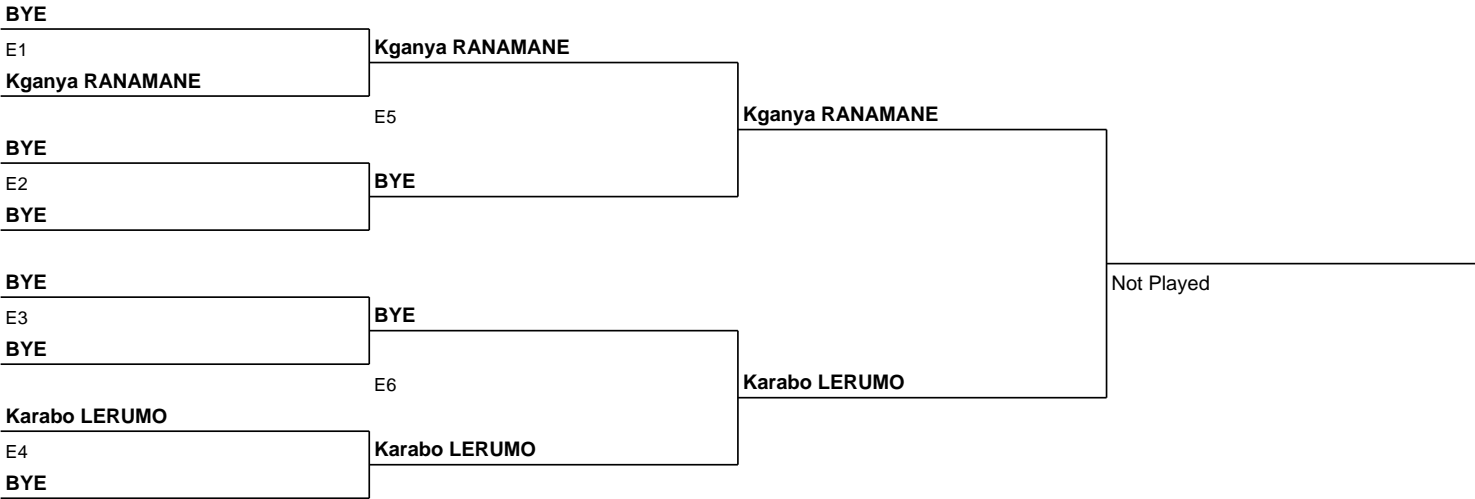 BYE
E1
Kganya RANAMANE
Kganya RANAMANE
E5
Kganya RANAMANE
BYE
E2
BYE
BYE
BYE
E3
BYE
BYE
E6
Karabo LERUMO
Karabo LERUMO
E4
BYE
Karabo LERUMO
Not Played